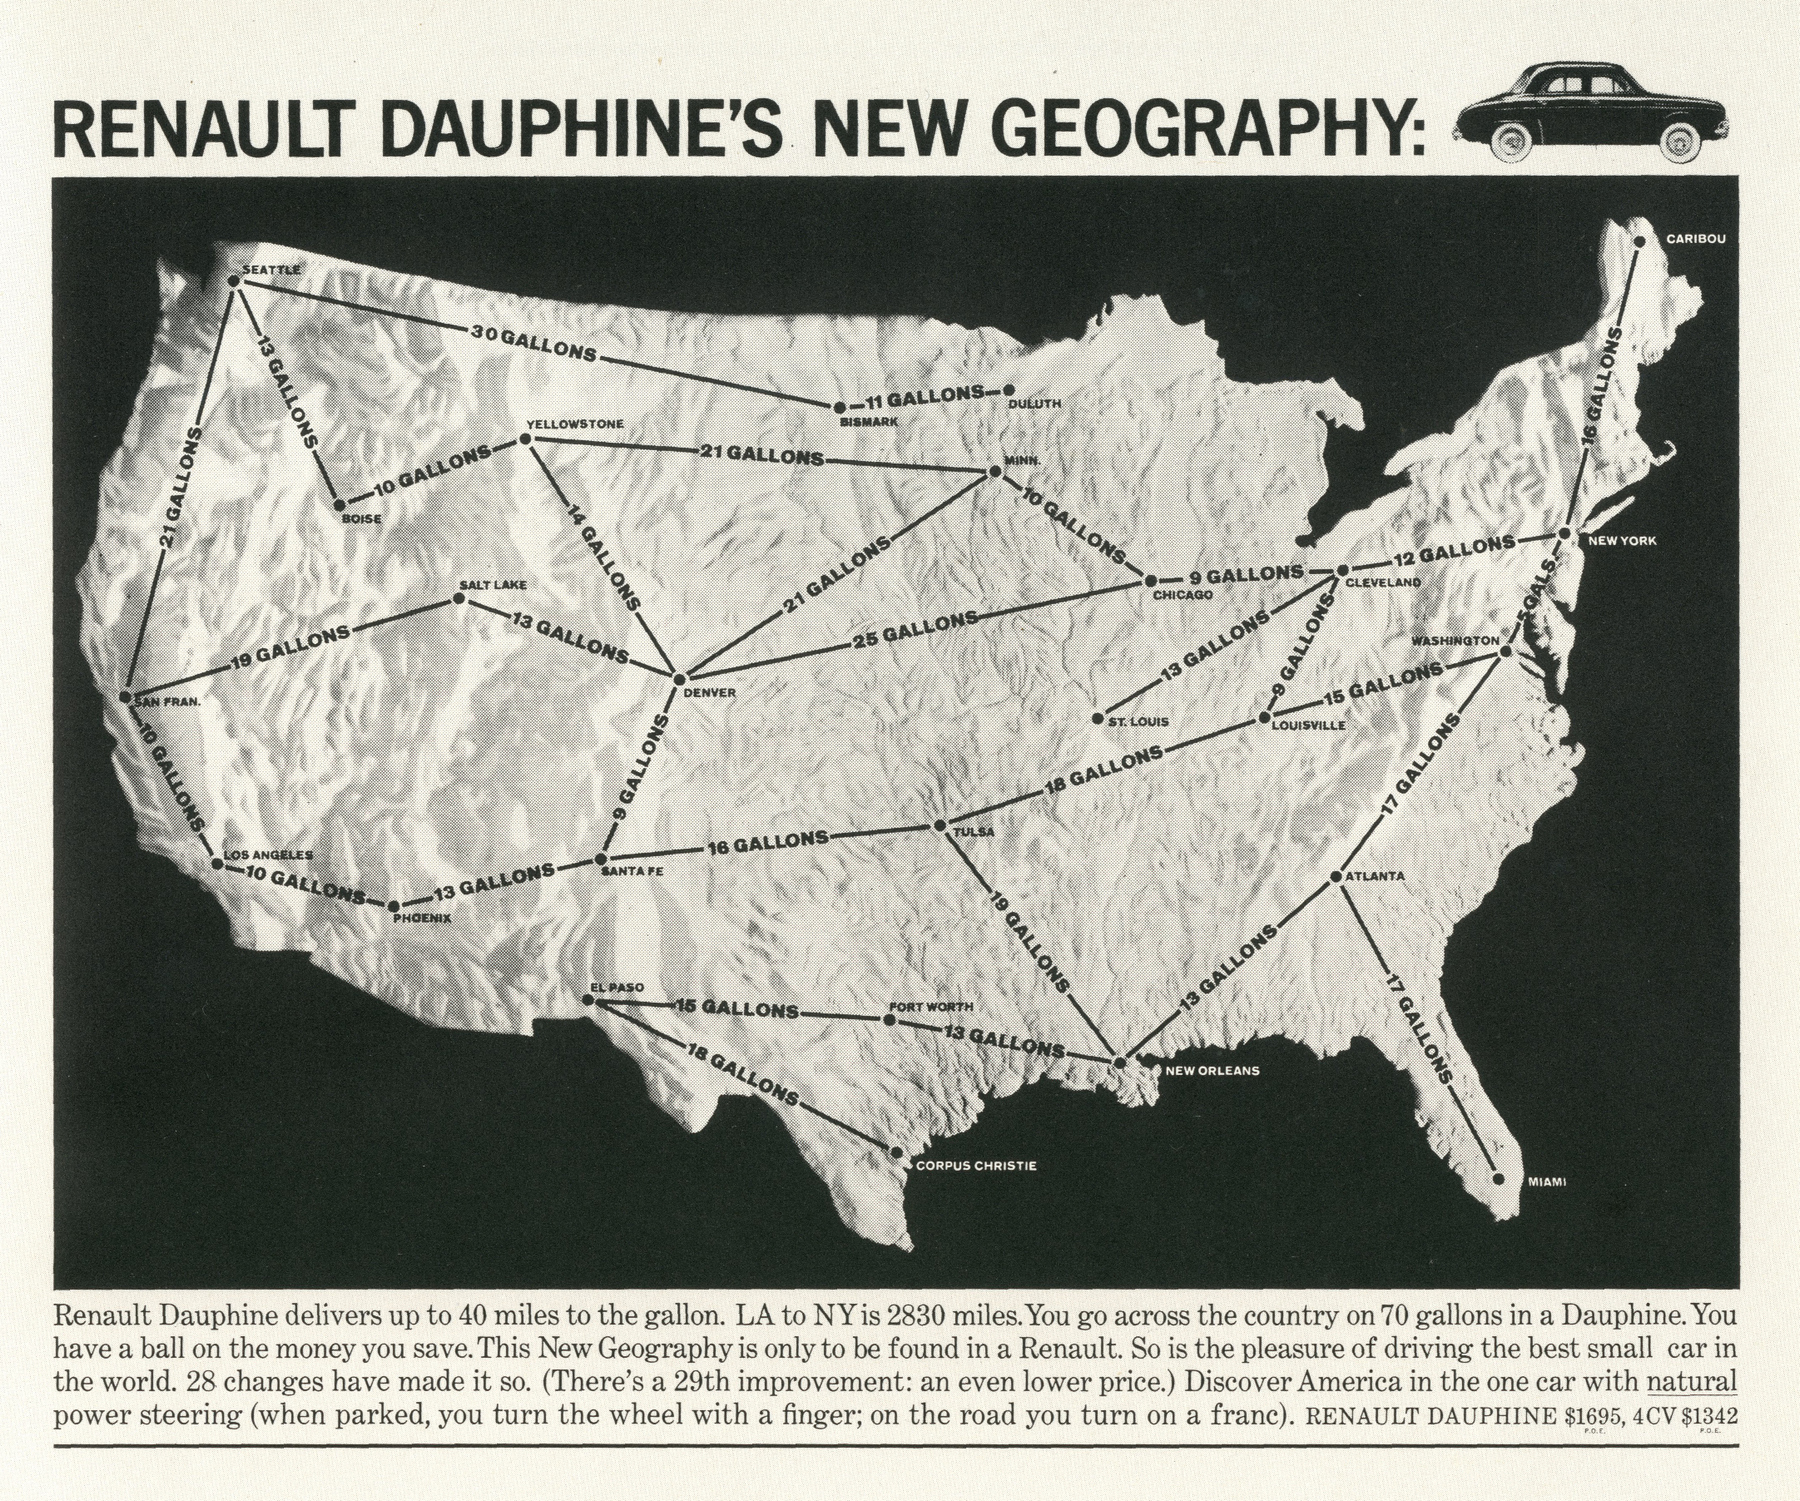 RENAULT DAUPHINE'S NEW GEOGRAPHY:
CARIBOU
SEATTLE
30 GALLONS
13 GALLONS
16 GALLONS
11 GALLONS
DULUTH
BISMARK
YELLOWSTONE
21 GALLONS
21 GALLONS
MINN.
10 GALLONS
BOISE
14 GALLONS
10 GALLONS
12 GALLONS
NEW YORK
21 GALLONS
9 GALLONS
CLEVELAND
CHICAGO
5 GALS.
SALT LAKE
19 GALLONS
13 GALLONS
25 GALLONS
13 GALLONS
9 GALLONS
WASHINGTON
15 GALLONS
DENVER
SAN FRAN.
ST. LOUIS
LOUISVILLE
10 GALLONS
9 GALLONS
18 GALLONS
17 GALLONS
TULSA
16 GALLONS
LOS ANGELES
10 GALLONS
13 GALLONS
SANTA FE
PHOENIX
ATLANTA
19 GALLONS
13 GALLONS
17 GALLONS
EL PASO
15 GALLONS
FORT WORTH
13 GALLONS
18 GALLONS
NEW ORLEANS
CORPUS CHRISTIE
MIAMI
Renault Dauphine delivers up to 40 miles to the gallon. LA to NY is 2830 miles. You go across the country on 70 gallons in a Dauphine. You
have a ball on the money you save. This New Geography is only to be found in a Renault. So is the pleasure of driving the best small car in
the world. 28 changes have made it so. (There's a 29th improvement: an even lower price.) Discover America in the one car with natural
power steering (when parked, you turn the wheel with a finger; on the road you turn on a franc). RENAULT DAUPHINE $1695, 4CV $1342
P.O.E. P.O.E.